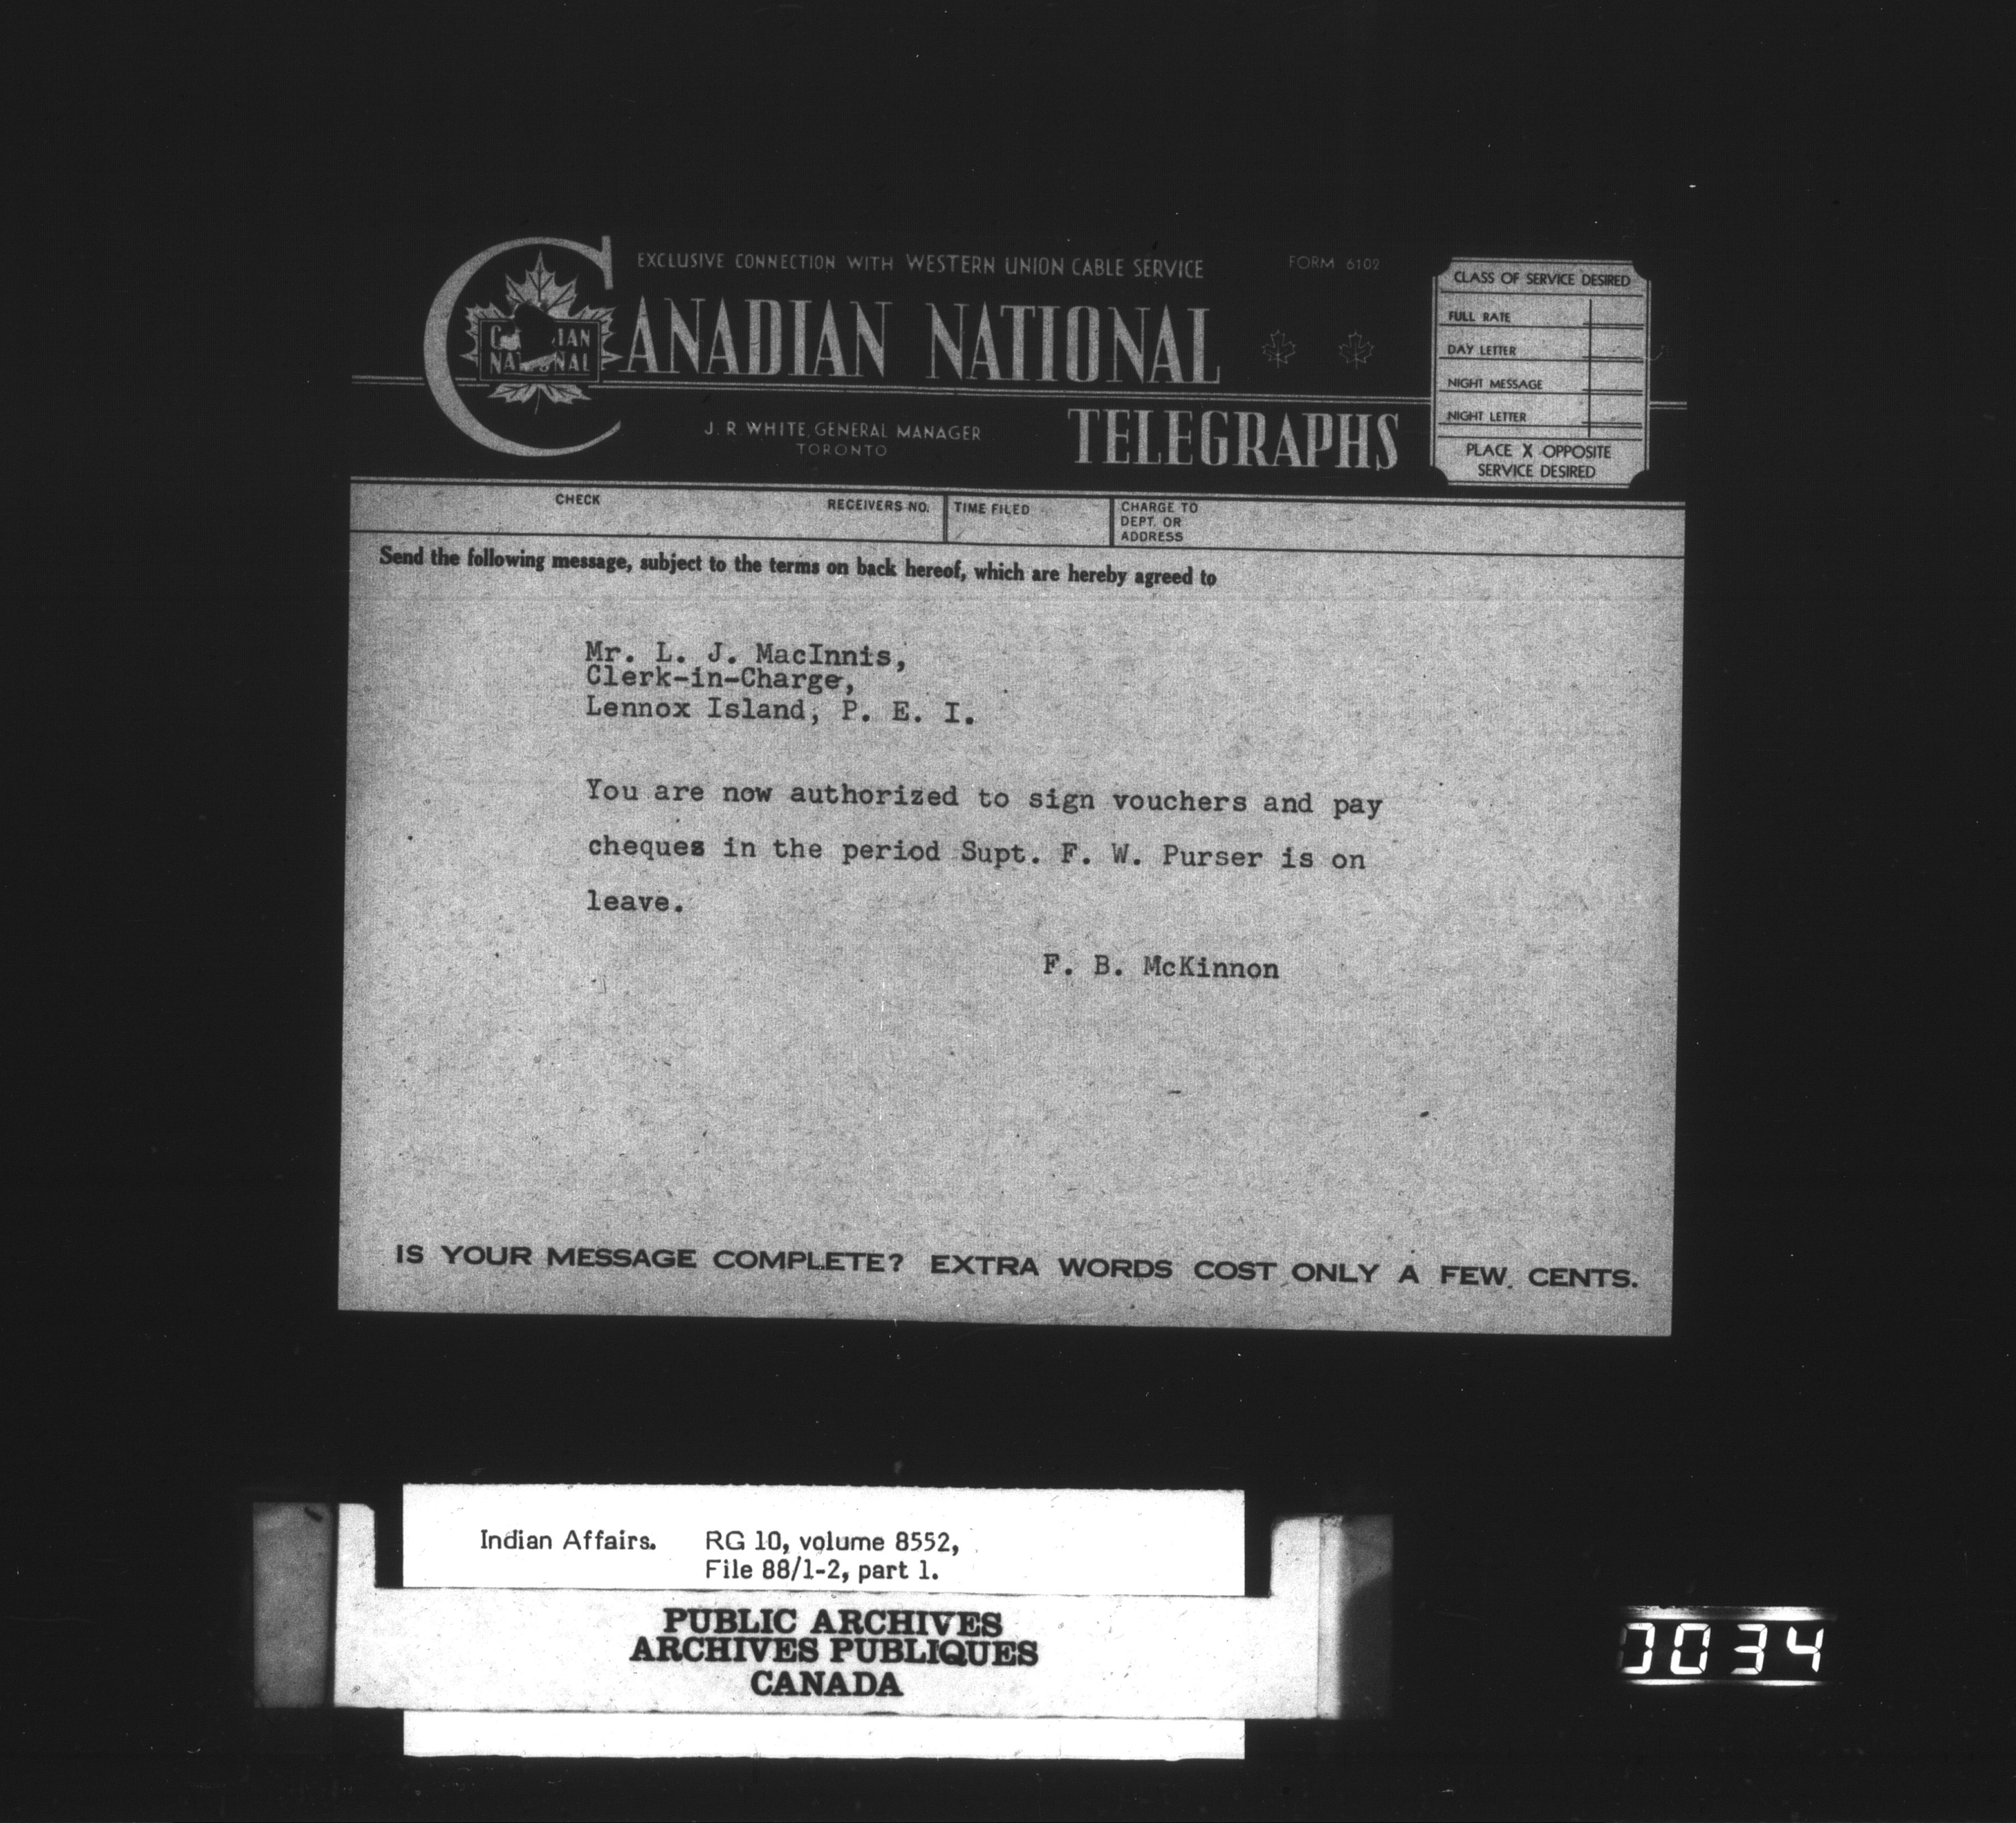 EXCLUSIVE CONNECTION WITH WESTERN UNION CABLE SERVICE
FORM 6102
CANADIAN NATIONAL
NATIONAL
TELEGRAPHS
J. R. WHITE, GENERAL MANAGER
TORONTO
CLASS OF SERVICE DESIRED
FULL RATE
DAY LETTER
NIGHT MESSAGE
NIGHT LETTER
PLACE X OPPOSITE
SERVICE DESIRED
CHECK
RECEIVERS NO.
TIME FILED
CHARGE TO
DEPT. OR
ADDRESS
Send the following message, subject to the terms on back hereof, which are hereby agreed to
Mr. L. J. MacInnis,
Clerk-in-Charge,
Lennox Island, P. E. I.
You are now authorized to sign vouchers and pay
cheques in the period Supt. F. W. Purser is on
leave.
F. B. McKinnon
IS YOUR MESSAGE COMPLETE? EXTRA WORDS COST ONLY A FEW CENTS.
Indian Affairs. RG 10, volume 8552,
File 88/1-2, part 1.
PUBLIC ARCHIVES
ARCHIVES PUBLIQUES
CANADA
0034